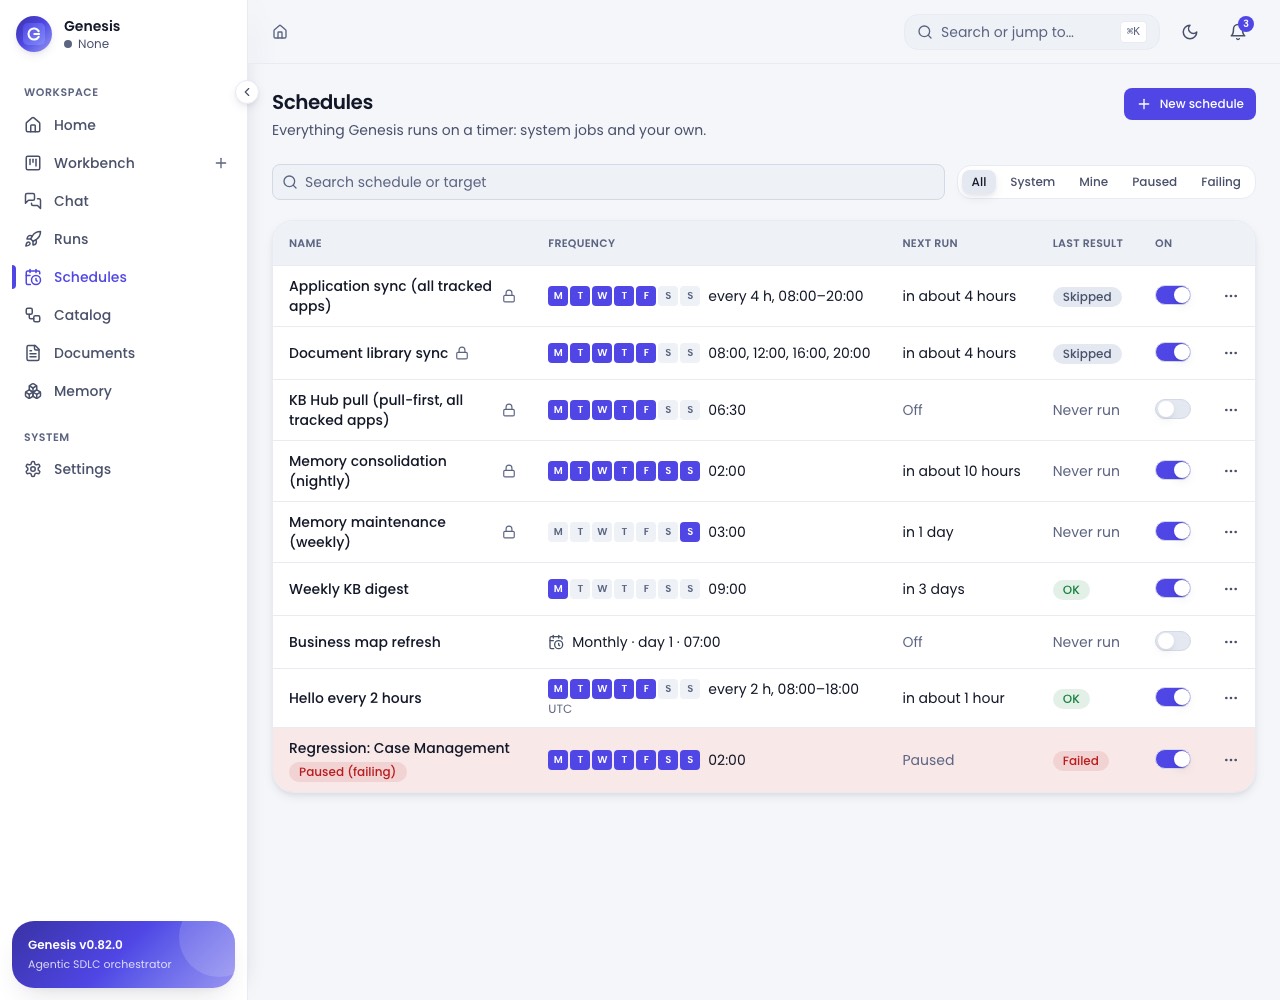 Genesis
None
Search or jump to...
⌘K
3
WORKSPACE
Home
Workbench
Chat
Runs
Schedules
Catalog
Documents
Memory
SYSTEM
Settings
Genesis v0.82.0
Agentic SDLC orchestrator
Schedules
Everything Genesis runs on a timer: system jobs and your own.
New schedule
Search schedule or target
All System Mine Paused Failing
NAME FREQUENCY NEXT RUN LAST RESULT ON
Application sync (all tracked
apps)
M T W T F S S every 4 h, 08:00–20:00 in about 4 hours Skipped
Document library sync M T W T F S S 08:00, 12:00, 16:00, 20:00 in about 4 hours Skipped
KB Hub pull (pull-first, all
tracked apps)
M T W T F S S 06:30 Off Never run
Memory consolidation
(nightly)
M T W T F S S 02:00 in about 10 hours Never run
Memory maintenance
(weekly)
M T W T F S S 03:00 in 1 day Never run
Weekly KB digest M T W T F S S 09:00 in 3 days OK
Business map refresh Monthly · day 1 · 07:00 Off Never run
Hello every 2 hours M T W T F S S every 2 h, 08:00–18:00 in about 1 hour OK
UTC
Regression: Case Management
Paused (failing)
M T W T F S S 02:00 Paused Failed